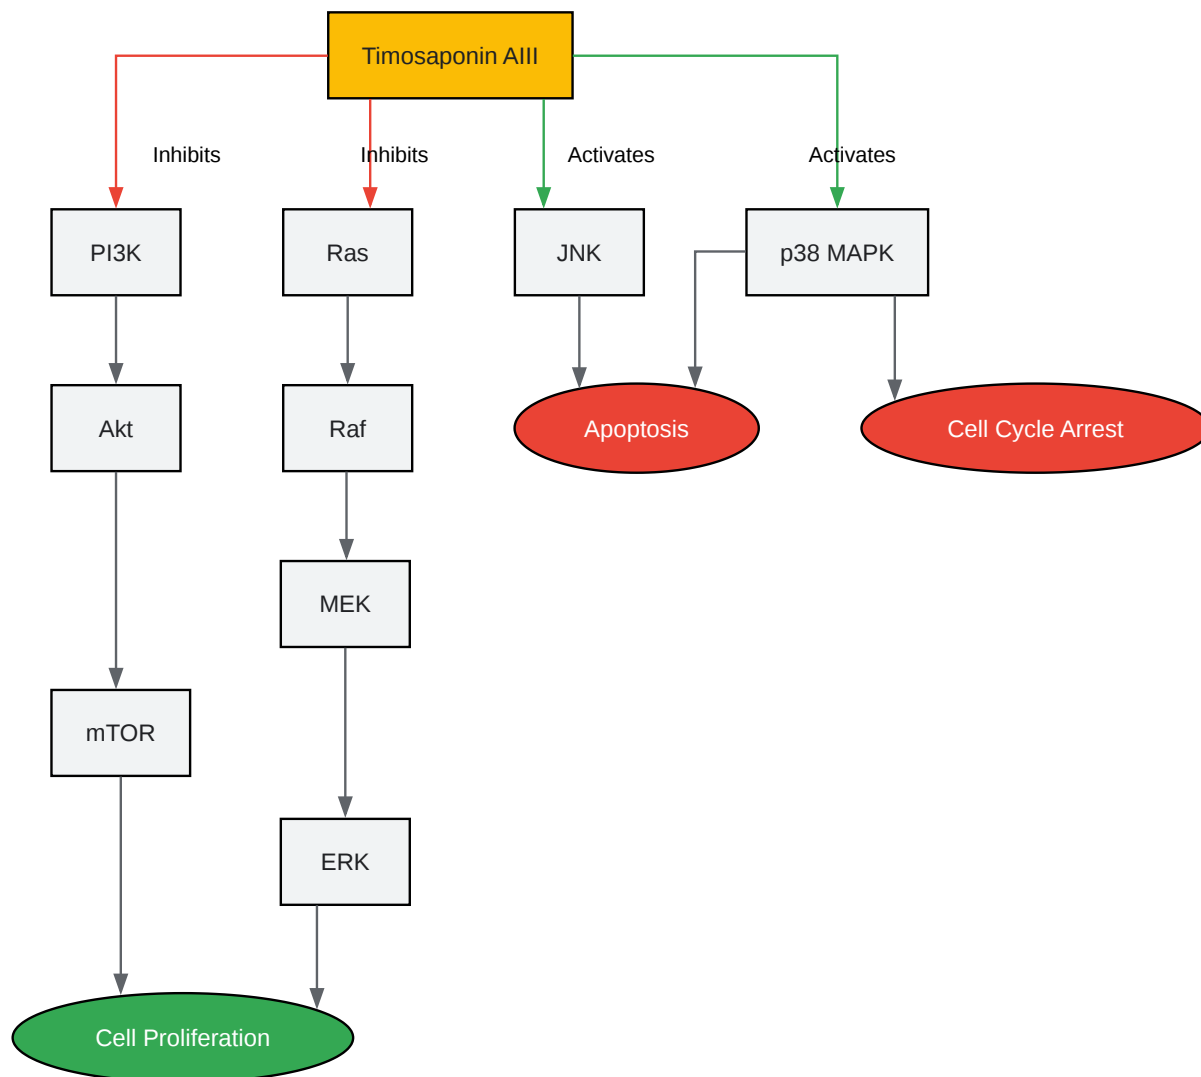 Timosaponin AIII
Inhibits
Inhibits
Activates
Activates
PI3K
Ras
JNK
p38 MAPK
Akt
Raf
Apoptosis
Cell Cycle Arrest
MEK
mTOR
ERK
Cell Proliferation